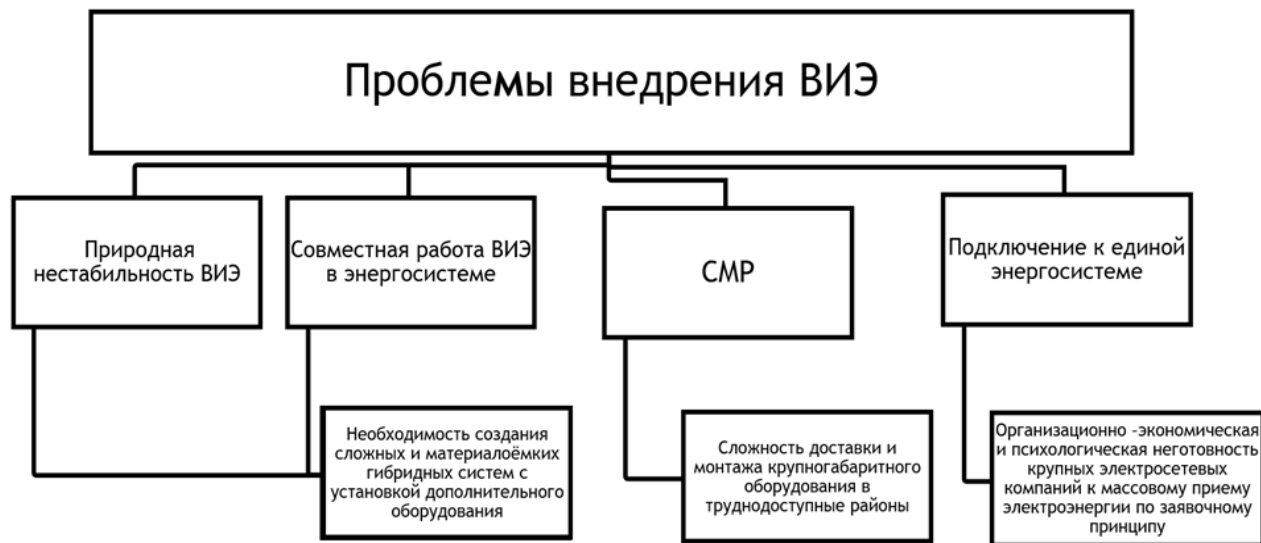 Проблемы внедрения ВИЭ
Природная
нестабильность ВИЭ
Совместная работа ВИЭ
в энергосистеме
СМР
Подключение к единой
энергосистеме
Необходимость создания
сложных и материалоёмких
гибридных систем с
установкой дополнительного
оборудования
Сложность доставки и
монтажа крупногабаритного
оборудования в
труднодоступные районы
Организационно -экономическая
и психологическая неготовность
крупных электросетевых
компаний к массовому приему
электроэнергии по заявочному
принципу